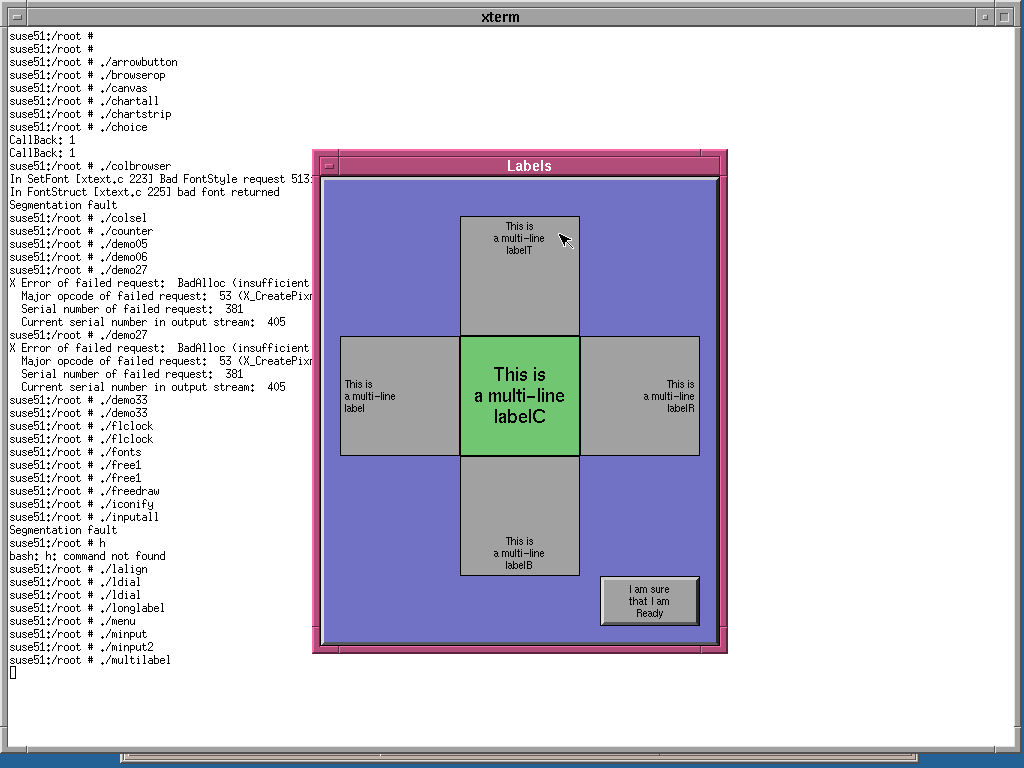 xterm
suse51:/root #
suse51:/root #
suse51:/root # ./arrowbutton
suse51:/root # ./browserop
suse51:/root # ./canvas
suse51:/root # ./chartall
suse51:/root # ./chartstrip
suse51:/root # ./choice
CallBack: 1
CallBack: 1
suse51:/root # ./colbrowser
In SetFont [xtext.c 223] Bad FontStyle request 513:
In FontStruct [xtext.c 225] bad font returned
Segmentation fault
suse51:/root # ./colsel
suse51:/root # ./counter
suse51:/root # ./demo05
suse51:/root # ./demo06
suse51:/root # ./demo27
X Error of failed request:  BadAlloc (insufficient
  Major opcode of failed request:  53 (X_CreatePix
  Serial number of failed request:  381
  Current serial number in output stream:  405
suse51:/root # ./demo27
X Error of failed request:  BadAlloc (insufficient
  Major opcode of failed request:  53 (X_CreatePix
  Serial number of failed request:  381
  Current serial number in output stream:  405
suse51:/root # ./demo33
suse51:/root # ./demo33
suse51:/root # ./flclock
suse51:/root # ./flclock
suse51:/root # ./fonts
suse51:/root # ./free1
suse51:/root # ./free1
suse51:/root # ./freedraw
suse51:/root # ./iconify
suse51:/root # ./inputall
Segmentation fault
suse51:/root # h
bash: h: command not found
suse51:/root # ./lalign
suse51:/root # ./ldial
suse51:/root # ./ldial
suse51:/root # ./longlabel
suse51:/root # ./menu
suse51:/root # ./minput
suse51:/root # ./minput2
suse51:/root # ./multilabel
Labels
This is
a multi-line
labelT
This is
a multi-line
label
This is
a multi-line
labelC
This is
a multi-line
labelR
This is
a multi-line
labelB
I am sure
that I am
Ready